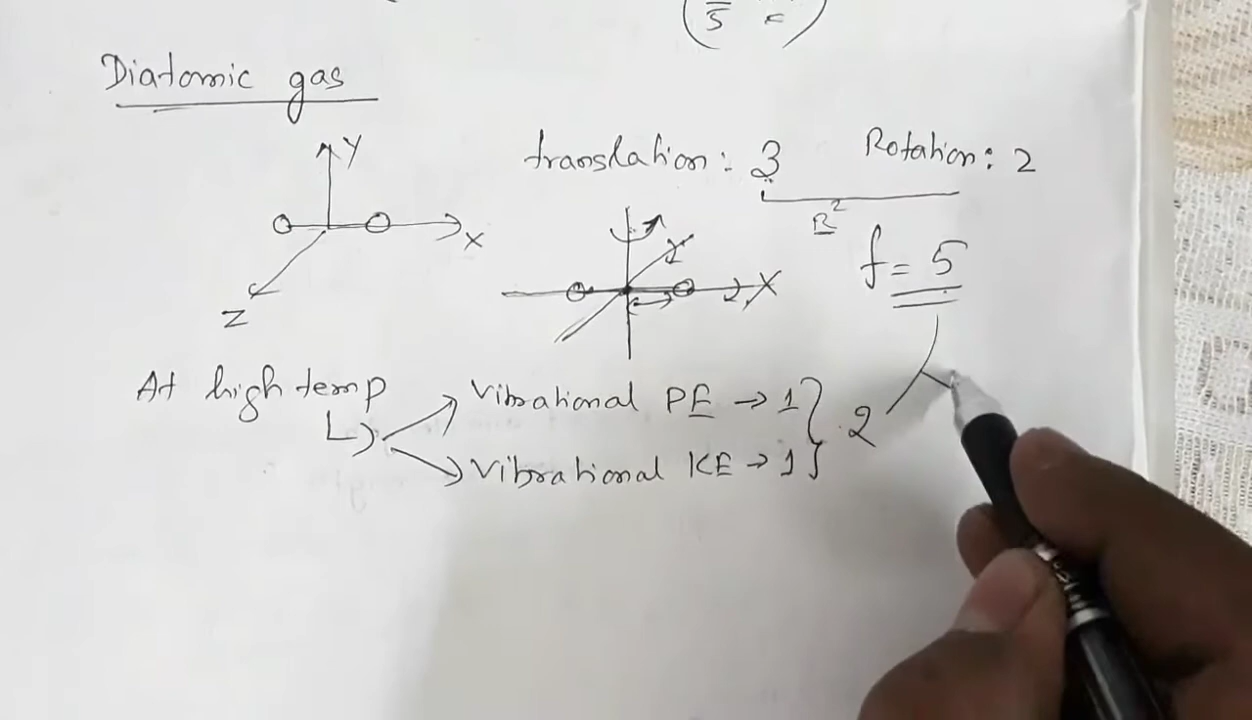 Diatomic gas
translation: 3 Rotation: 2
Y
X
Z
Y
X
f = 5
At high temp
Vibrational PE → 1
Vibrational KE → 1
2